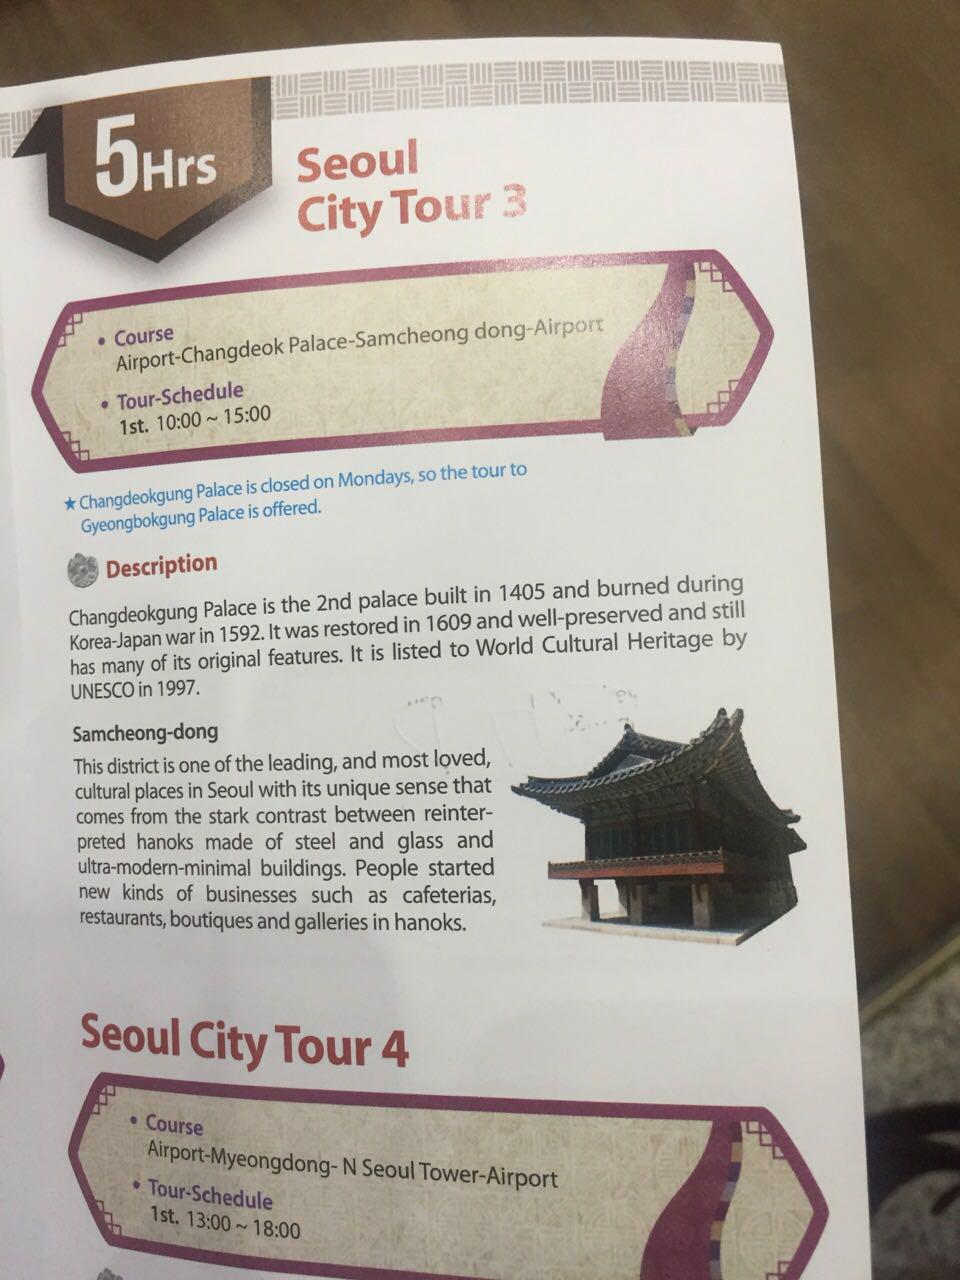 5Hrs
Seoul
City Tour 3
• Course
Airport-Changdeok Palace-Samcheong dong-Airport
• Tour-Schedule
1st. 10:00 ~ 15:00
★ Changdeokgung Palace is closed on Mondays, so the tour to
Gyeongbokgung Palace is offered.
Description
Changdeokgung Palace is the 2nd palace built in 1405 and burned during
Korea-Japan war in 1592. It was restored in 1609 and well-preserved and still
has many of its original features. It is listed to World Cultural Heritage by
UNESCO in 1997.
Samcheong-dong
This district is one of the leading, and most loved,
cultural places in Seoul with its unique sense that
comes from the stark contrast between reinter-
preted hanoks made of steel and glass and
ultra-modern-minimal buildings. People started
new kinds of businesses such as cafeterias,
restaurants, boutiques and galleries in hanoks.
Seoul City Tour 4
• Course
Airport-Myeongdong- N Seoul Tower-Airport
• Tour-Schedule
1st. 13:00 ~ 18:00